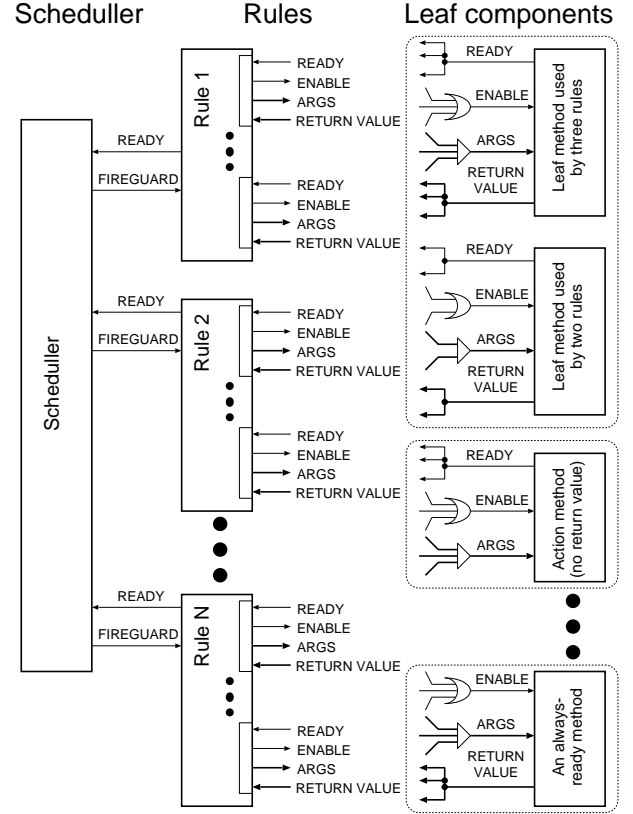 Scheduller
Rules
Leaf components
Scheduller
READY
FIREGUARD
READY
FIREGUARD
READY
FIREGUARD
Rule 1
READY
ENABLE
ARGS
RETURN VALUE
READY
ENABLE
ARGS
RETURN VALUE
Rule 2
READY
ENABLE
ARGS
RETURN VALUE
READY
ENABLE
ARGS
RETURN VALUE
Rule N
READY
ENABLE
ARGS
RETURN VALUE
READY
ENABLE
ARGS
RETURN VALUE
READY
ENABLE
ARGS
RETURN
VALUE
Leaf method used
by three rules
READY
ENABLE
ARGS
RETURN
VALUE
Leaf method used
by two rules
READY
ENABLE
ARGS
Action method
(no return value)
ENABLE
ARGS
RETURN
VALUE
An always-
ready method